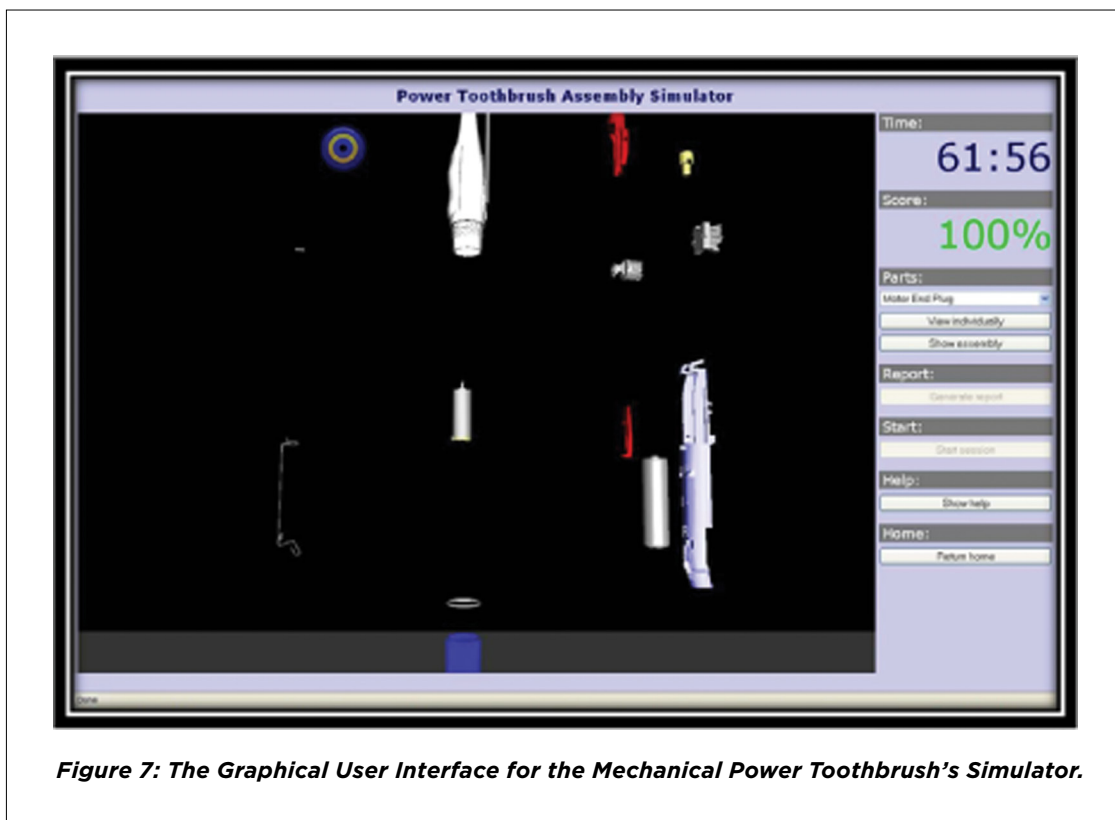 Power Toothbrush Assembly Simulator
Time:
61:56
Score:
100%
Parts:
Motor End Plug
View individually
Show assembly
Report:
Generate report
Start:
Start session
Help:
Show help
Home:
Return home
Done
Figure 7: The Graphical User Interface for the Mechanical Power Toothbrush's Simulator.